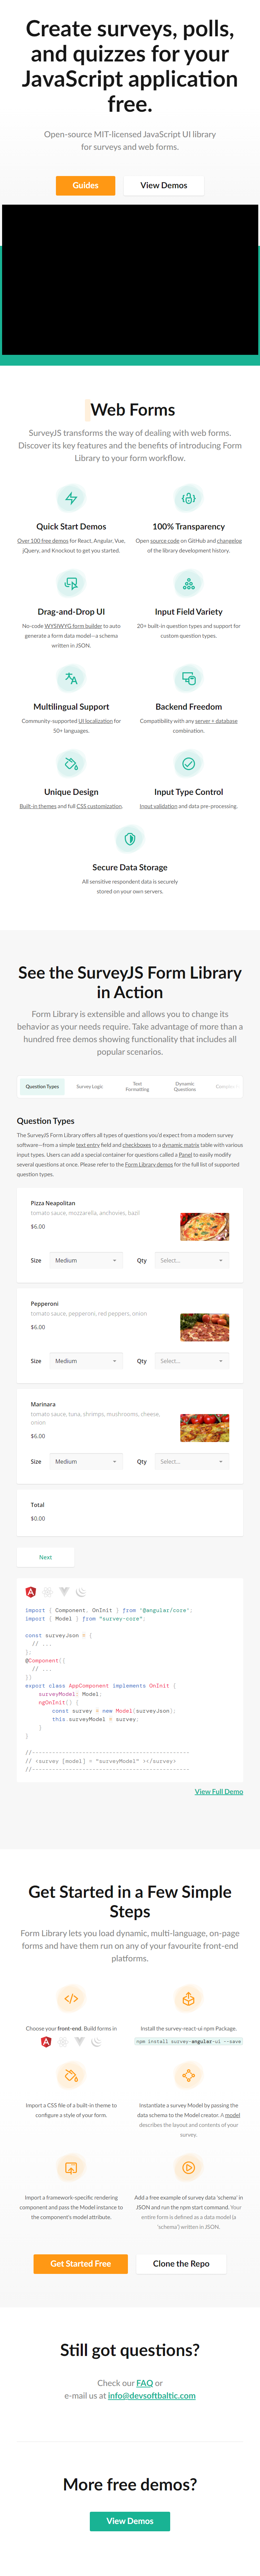 Create surveys, polls,
and quizzes for your
JavaScript application
free.
Open-source MIT-licensed JavaScript UI library
for surveys and web forms.
Guides
View Demos
Web Forms
SurveyJS transforms the way of dealing with web forms.
Discover its key features and the benefits of introducing Form
Library to your form workflow.
Quick Start Demos
Over 100 free demos for React, Angular, Vue,
jQuery, and Knockout to get you started.
100% Transparency
Open source code on GitHub and changelog
of the library development history.
Drag-and-Drop UI
No-code WYSIWYG form builder to auto
generate a form data model—a schema
written in JSON.
Input Field Variety
20+ built-in question types and support for
custom question types.
Multilingual Support
Community-supported UI localization for
50+ languages.
Backend Freedom
Compatibility with any server + database
combination.
Unique Design
Built-in themes and full CSS customization.
Input Type Control
Input validation and data pre-processing.
Secure Data Storage
All sensitive respondent data is securely
stored on your own servers.
See the SurveyJS Form Library
in Action
Form Library is extensible and allows you to change its
behavior as your needs require. Take advantage of more than a
hundred free demos showing functionality that includes all
popular scenarios.
Question Types
Survey Logic
Text
Formatting
Dynamic
Questions
Question Types
The SurveyJS Form Library offers all types of questions you'd expect from a modern survey
software—from a simple text entry field and checkboxes to a dynamic matrix table with various
input types. Users can add a special container for questions called a Panel to easily modify
several questions at once. Please refer to the Form Library demos for the full list of supported
question types.
Pizza Neapolitan
tomato sauce, mozzarella, anchovies, bazil
$6.00
Size
Medium
Qty
Select...
Pepperoni
tomato sauce, pepperoni, red peppers, onion
$6.00
Size
Medium
Qty
Select...
Marinara
tomato sauce, tuna, shrimps, mushrooms, cheese,
onion
$6.00
Size
Medium
Qty
Select...
Total
$0.00
Next
import { Component, OnInit } from '@angular/core';
import { Model } from "survey-core";
const surveyJson = {
// ...
};
@Component({
// ...
})
export class AppComponent implements OnInit {
surveyModel: Model;
ngOnInit() {
const survey = new Model(surveyJson);
this.surveyModel = survey;
}
}
//----------------------------------------------
// <survey [model] = "surveyModel" ></survey>
//----------------------------------------------
View Full Demo
Get Started in a Few Simple
Steps
Form Library lets you load dynamic, multi-language, on-page
forms and have them run on any of your favourite front-end
platforms.
Choose your front-end. Build forms in
Install the survey-react-ui npm Package.
npm install survey-angular-ui --save
Import a CSS file of a built-in theme to
configure a style of your form.
Instantiate a survey Model by passing the
data schema to the Model creator. A model
describes the layout and contents of your
survey.
Import a framework-specific rendering
component and pass the Model instance to
the component's model attribute.
Add a free example of survey data 'schema' in
JSON and run the npm start command. Your
entire form is defined as a data model (a
'schema') written in JSON.
Get Started Free
Clone the Repo
Still got questions?
Check our FAQ or
e-mail us at info@devsoftbaltic.com
More free demos?
View Demos